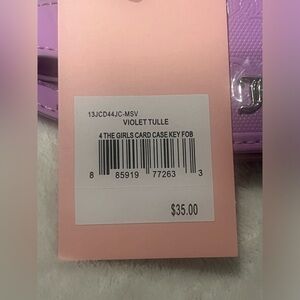 13JCD44JC-MSV
VIOLET TULLE
4 THE GIRLS CARD CASE KEY FOB
8 85919 77263 3
$35.00